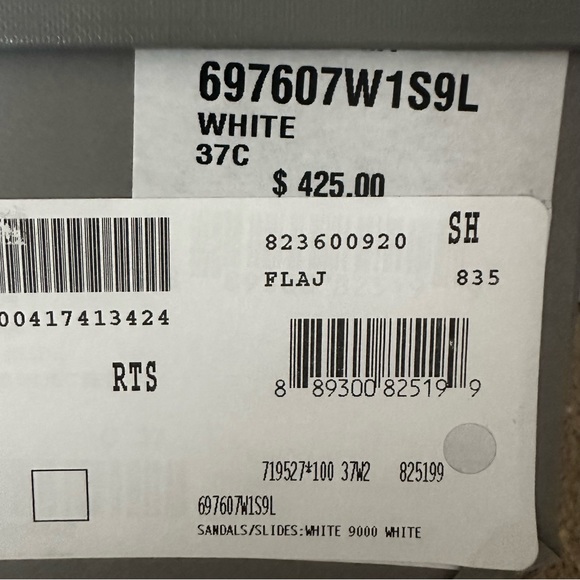 697607W1S9L
WHITE
37C
$ 425.00
823600920 SH
FLAJ 835
00417413424
RTS
8 89300 82519 9
719527*100 37W2 825199
697607W1S9L
SANDALS/SLIDES:WHITE 9000 WHITE